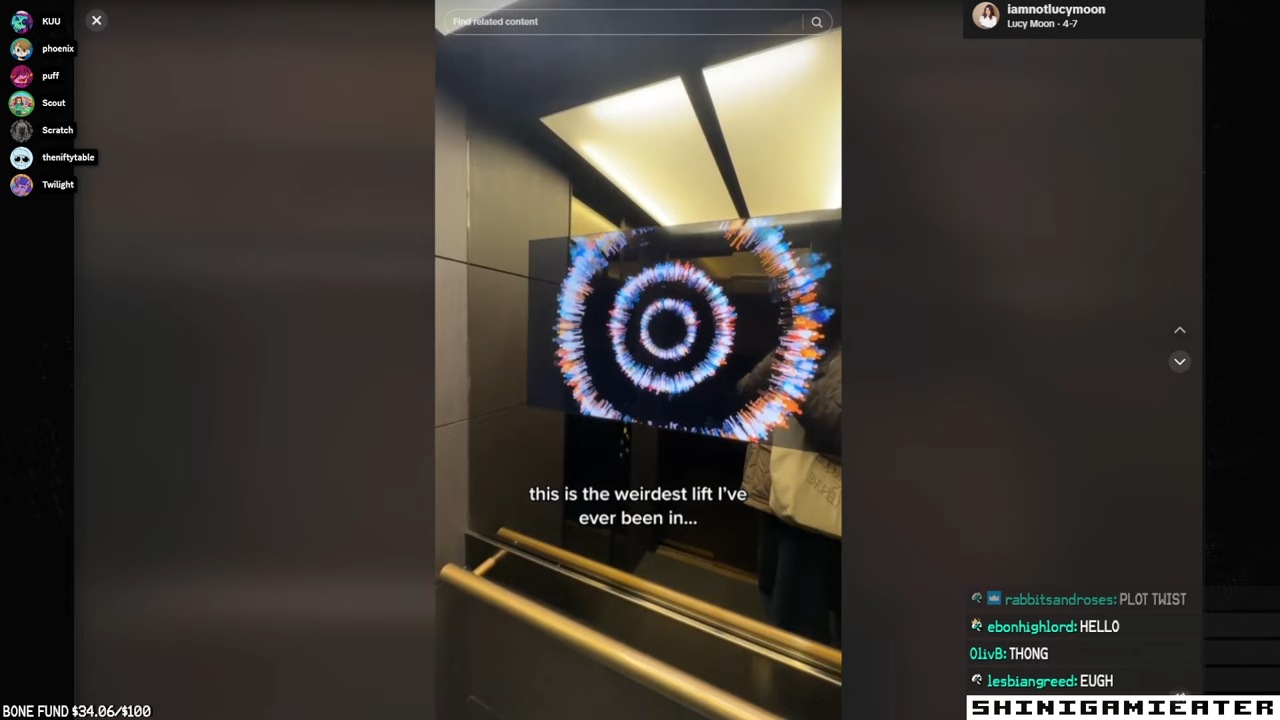 KUU
phoenix
puff
Scout
Scratch
theniftytable
Twilight
Find related content
iamnotlucymoon
Lucy Moon · 4-7
this is the weirdest lift I've
ever been in...
rabbitsandroses: PLOT TWIST
ebonhighlord: HELLO
OlivB: THONG
lesbiangreed: EUGH
BONE FUND $34.06/$100
SHINIGAMIEATER